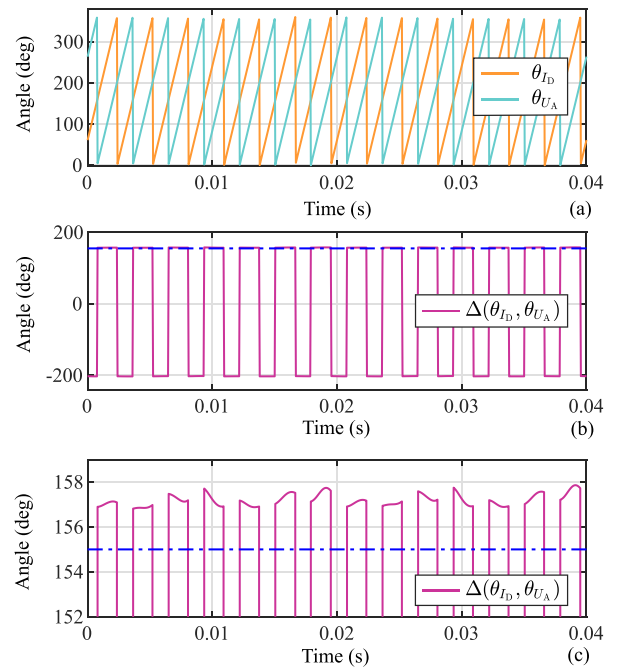 Angle (deg)
300
200
100
0
θ_{I_D}
θ_{U_A}
0 0.01 0.02 0.03 0.04
Time (s)
(a)
Angle (deg)
200
0
-200
Δ(θ_{I_D}, θ_{U_A})
0 0.01 0.02 0.03 0.04
Time (s)
(b)
Angle (deg)
158
156
154
152
Δ(θ_{I_D}, θ_{U_A})
0 0.01 0.02 0.03 0.04
Time (s)
(c)